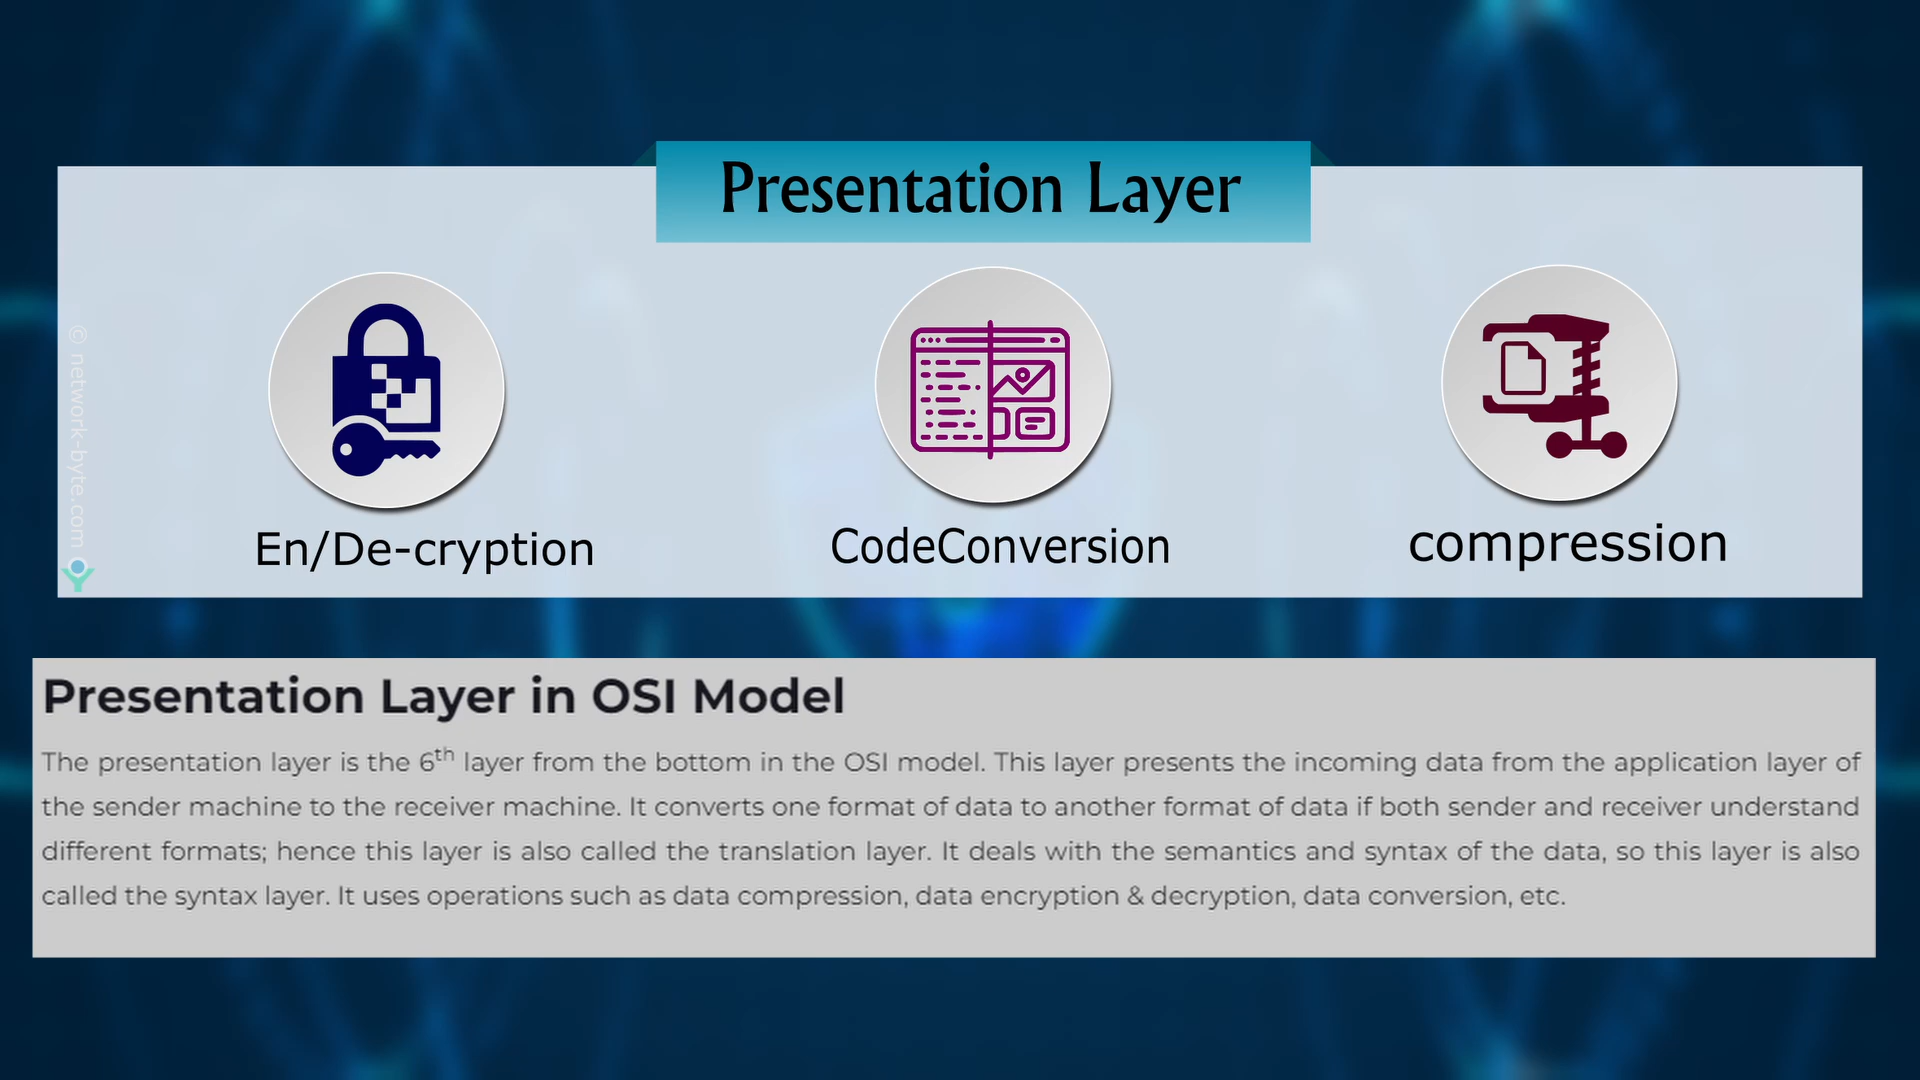 Presentation Layer
En/De-cryption
CodeConversion
compression
© network-byte.com
Presentation Layer in OSI Model
The presentation layer is the 6th layer from the bottom in the OSI model. This layer presents the incoming data from the application layer of
the sender machine to the receiver machine. It converts one format of data to another format of data if both sender and receiver understand
different formats; hence this layer is also called the translation layer. It deals with the semantics and syntax of the data, so this layer is also
called the syntax layer. It uses operations such as data compression, data encryption & decryption, data conversion, etc.